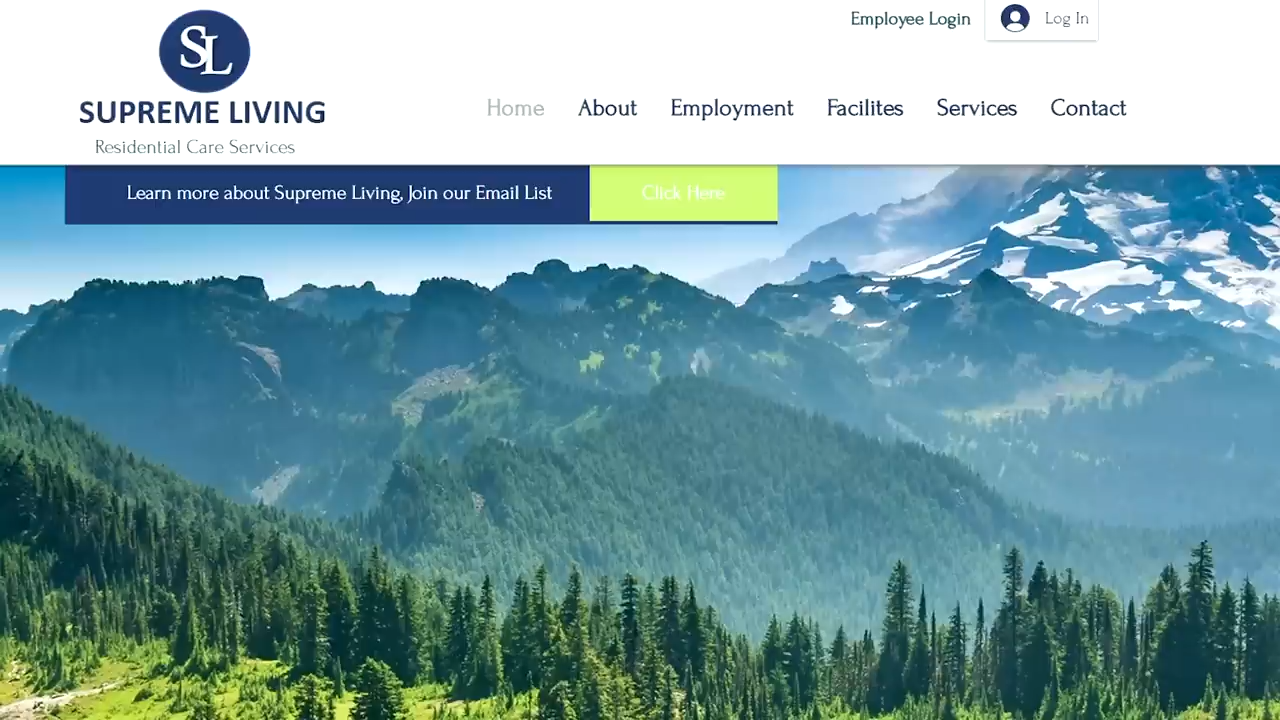 Employee Login
Log In
SL
SUPREME LIVING
Residential Care Services
Home About Employment Facilites Services Contact
Learn more about Supreme Living, Join our Email List
Click Here